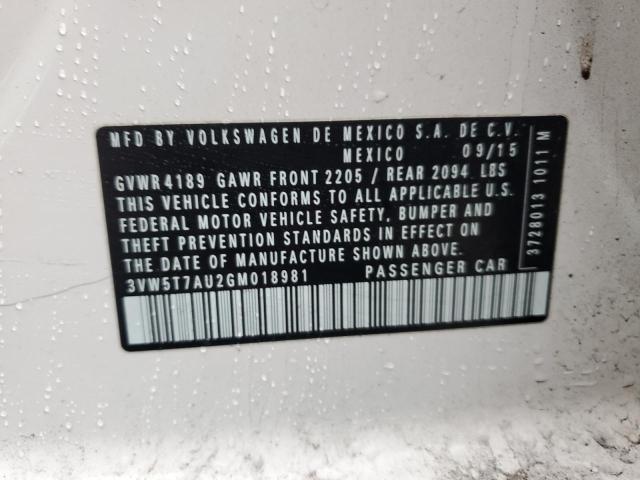 MFD BY VOLKSWAGEN DE MEXICO S.A. DE C.V.
MEXICO 09/15
GVWR 4189 GAWR FRONT 2205 / REAR 2094 LBS
THIS VEHICLE CONFORMS TO ALL APPLICABLE U.S.
FEDERAL MOTOR VEHICLE SAFETY, BUMPER AND
THEFT PREVENTION STANDARDS IN EFFECT ON
THE DATE OF MANUFACTURE SHOWN ABOVE.
3VW5T7AU2GM018981 PASSENGER CAR
3728013 1011 M